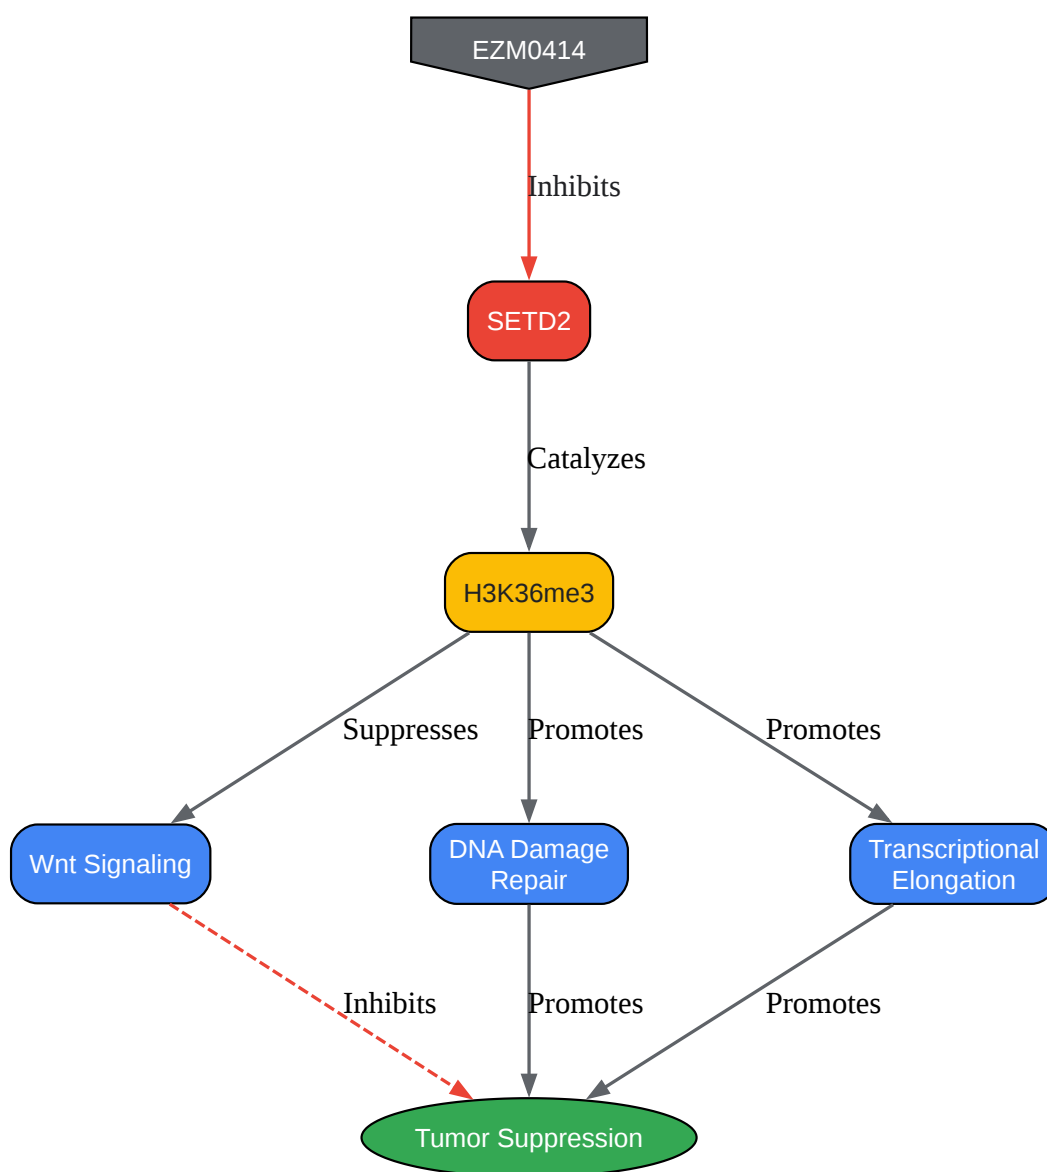 EZM0414
Inhibits
SETD2
Catalyzes
H3K36me3
Suppresses
Promotes
Promotes
Wnt Signaling
DNA Damage
Repair
Transcriptional
Elongation
Inhibits
Promotes
Promotes
Tumor Suppression